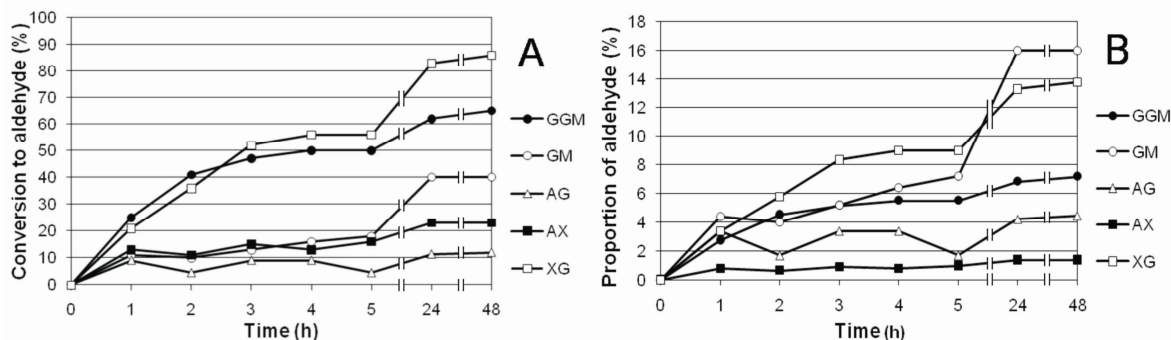 A
Conversion to aldehyde (%)
100
90
80
70
60
50
40
30
20
10
0
0 1 2 3 4 5 24 48
Time (h)
GGM
GM
AG
AX
XG
B
Proportion of aldehyde (%)
18
16
14
12
10
8
6
4
2
0
0 1 2 3 4 5 24 48
Time (h)
GGM
GM
AG
AX
XG